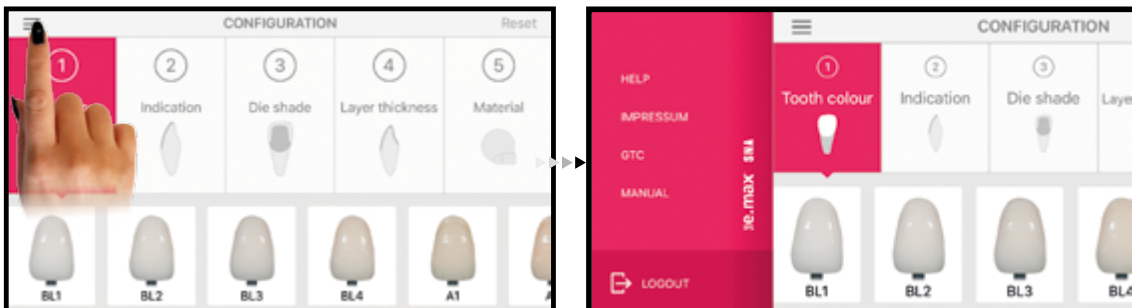 CONFIGURATION
Reset
1
2
3
4
5
Indication
Die shade
Layer thickness
Material
BL1
BL2
BL3
BL4
A1
HELP
IMPRESSUM
GTC
MANUAL
e.max SNA
LOGOUT
CONFIGURATION
1
2
3
Tooth colour
Indication
Die shade
Laye
BL1
BL2
BL3
BL4